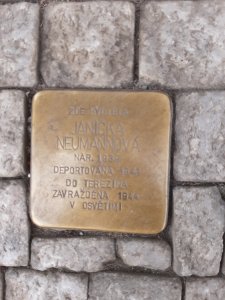 ZDE BYDLELA
JANIČKA
NEUMANNOVÁ
NAR.
DEPORTOVÁNA
DO TEREZÍNA
ZAVRAŽDĚNA 1944
V OSVĚTIMI